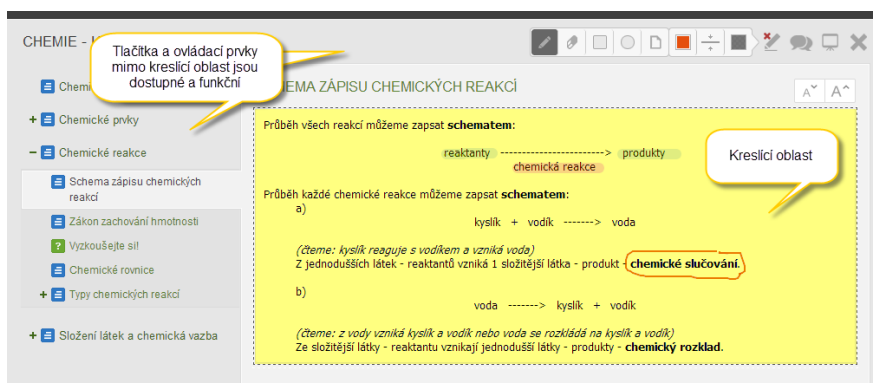 CHEMIE -
Tlačítka a ovládací prvky
mimo kreslící oblast jsou
dostupné a funkční
Chemi
+ Chemické prvky
− Chemické reakce
Schema zápisu chemických
reakcí
Zákon zachování hmotnosti
? Vyzkoušejte si!
Chemické rovnice
+ Typy chemických reakcí
+ Složení látek a chemická vazba
EMA ZÁPISU CHEMICKÝCH REAKCÍ
A˅ A^
Průběh všech reakcí můžeme zapsat schematem:
reaktanty -----------------------> produkty
chemická reakce
Kreslící oblast
Průběh každé chemické reakce můžeme zapsat schematem:
a)
kyslík + vodík -------> voda
(čteme: kyslík reaguje s vodíkem a vzniká voda)
Z jednodušších látek - reaktantů vzniká 1 složitější látka - produkt - chemické slučování.
b)
voda -------> kyslík + vodík
(čteme: z vody vzniká kyslík a vodík nebo voda se rozkládá na kyslík a vodík)
Ze složitější látky - reaktantu vznikají jednodušší látky - produkty - chemický rozklad.